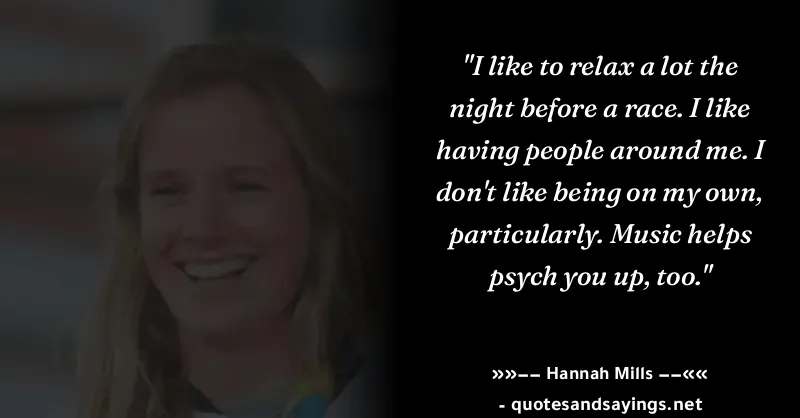 "I like to relax a lot the
night before a race. I like
having people around me. I
don't like being on my own,
particularly. Music helps
psych you up, too."
»»–– Hannah Mills ––««
- quotesandsayings.net